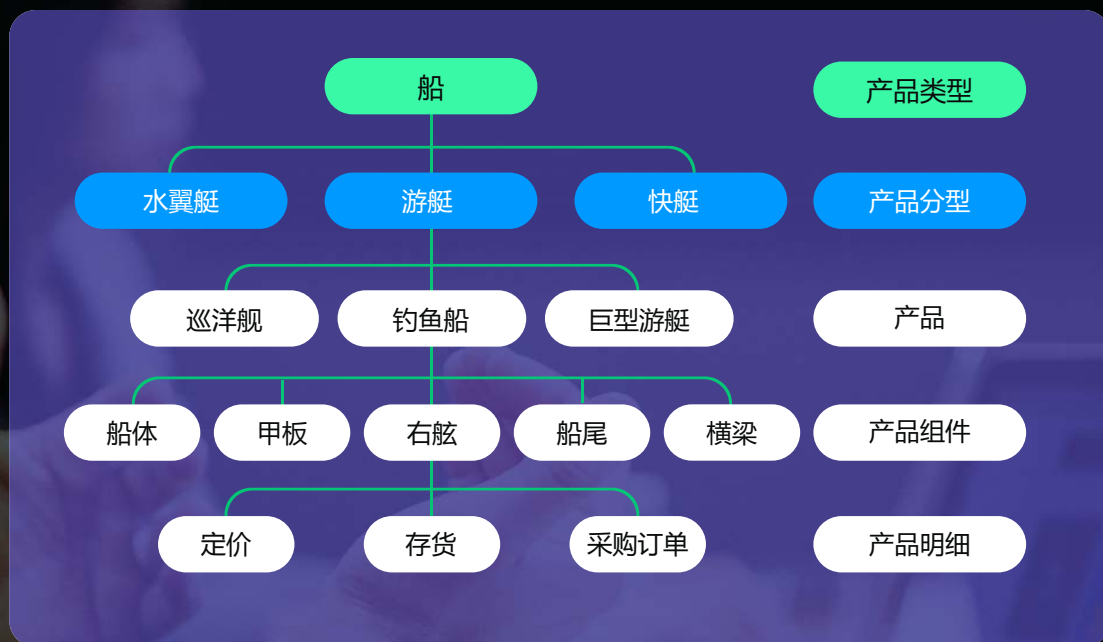 船
产品类型
水翼艇
游艇
快艇
产品分型
巡洋舰
钓鱼船
巨型游艇
产品
船体
甲板
右舷
船尾
横梁
产品组件
定价
存货
采购订单
产品明细